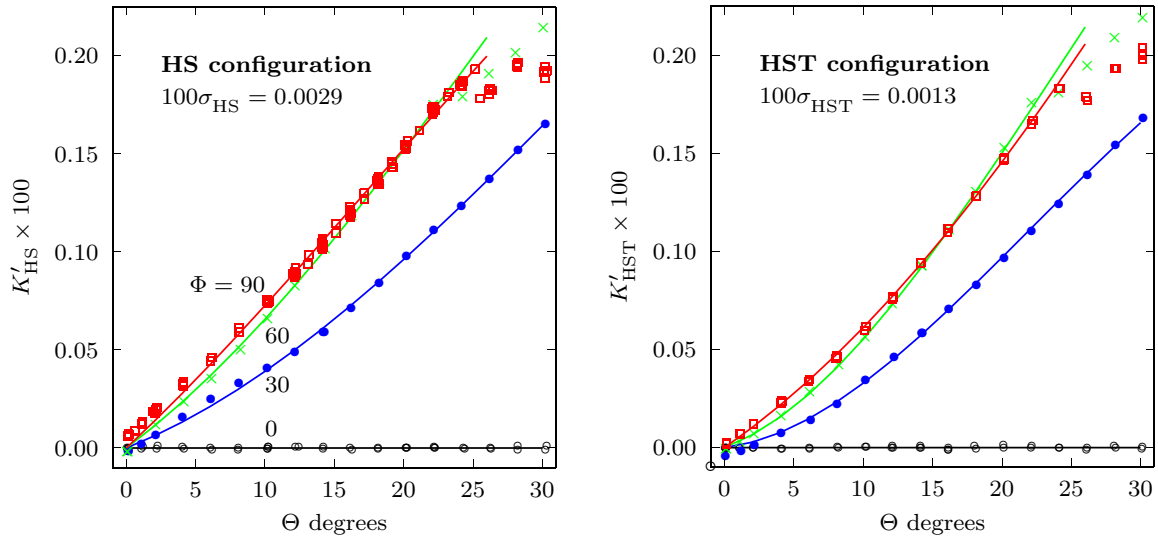 HS configuration
100σ_HS = 0.0029
K′_HS × 100
0.20
0.15
0.10
0.05
0.00
Φ = 90
60
30
0
0 5 10 15 20 25 30
Θ degrees
HST configuration
100σ_HST = 0.0013
K′_HST × 100
0.20
0.15
0.10
0.05
0.00
0 5 10 15 20 25 30
Θ degrees